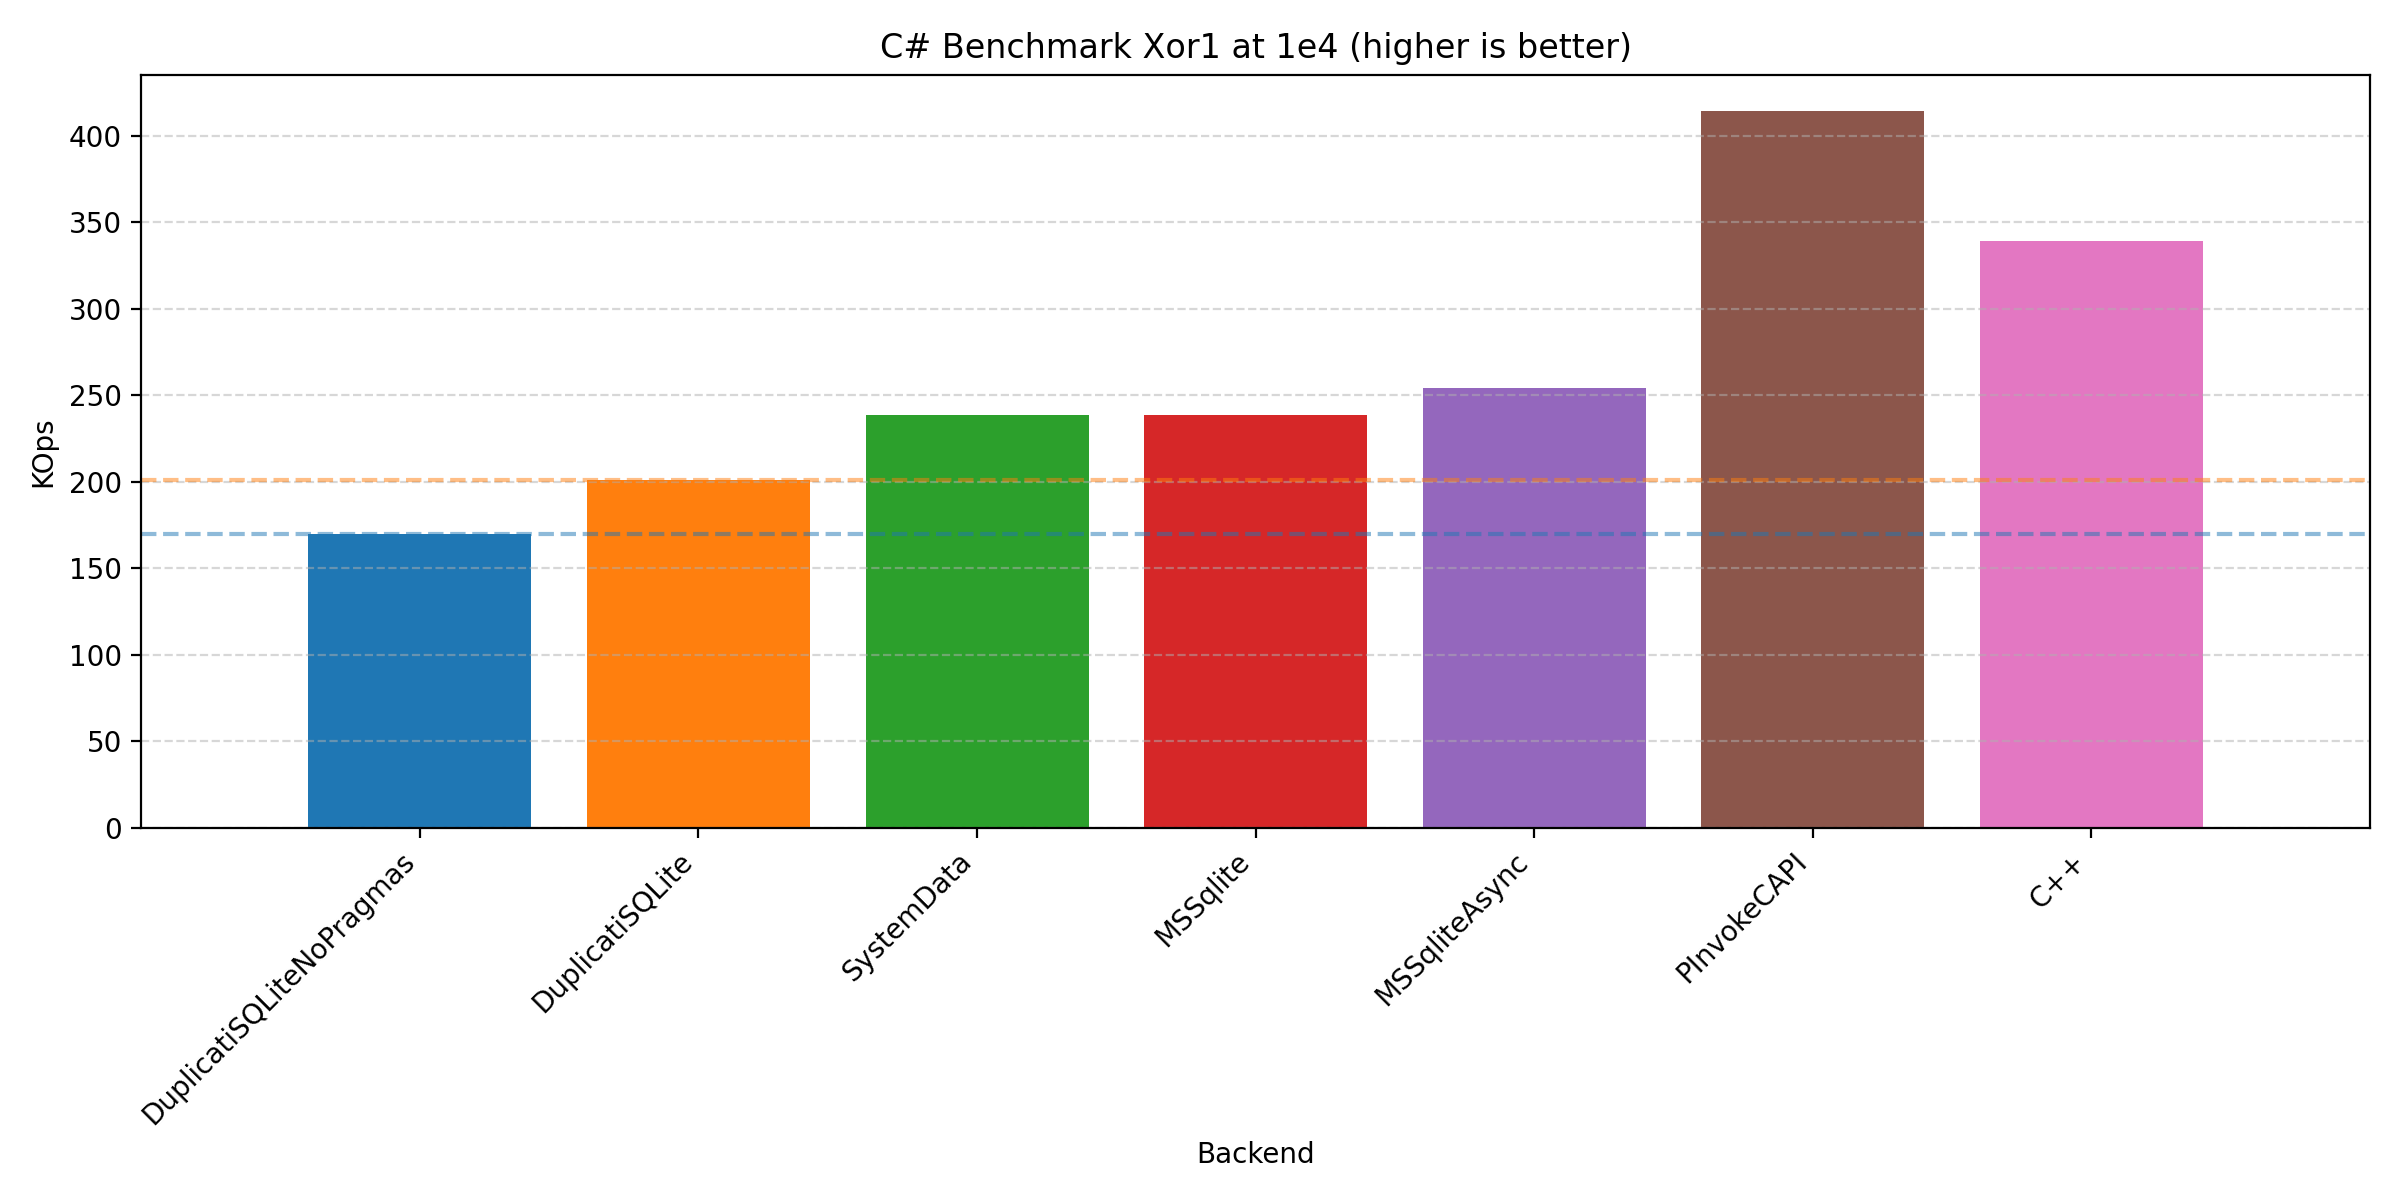 C# Benchmark Xor1 at 1e4 (higher is better)
KOps
400
350
300
250
200
150
100
50
0
DuplicatiSQLiteNoPragmas
DuplicatiSQLite
SystemData
MSSqlite
MSSqliteAsync
PInvokeCAPI
C++
Backend